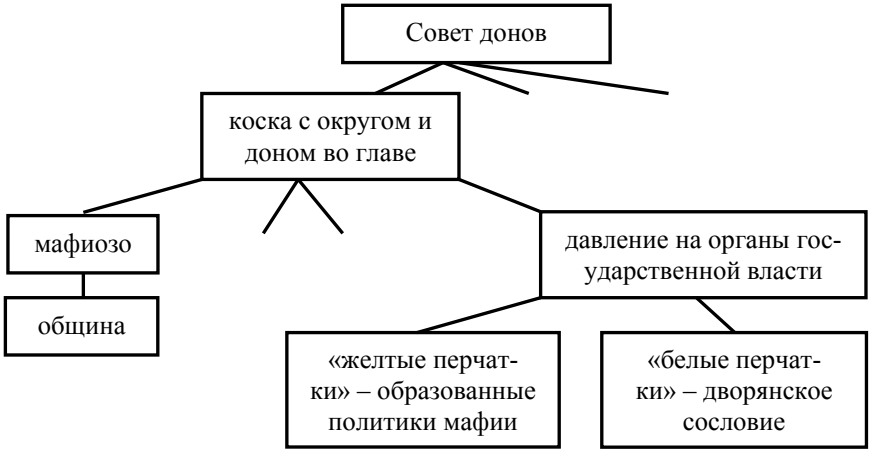 Совет донов
коска с округом и
доном во главе
мафиозо
давление на органы гос-
ударственной власти
община
«желтые перчат-
ки» – образованные
политики мафии
«белые перчат-
ки» – дворянское
сословие